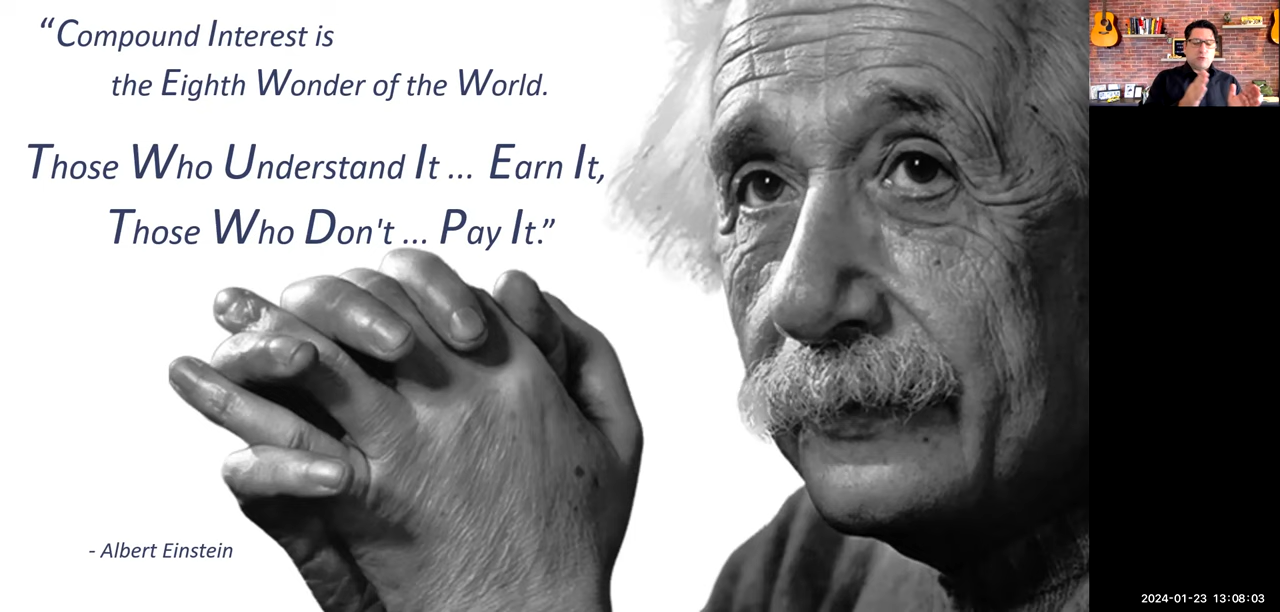 “Compound Interest is
the Eighth Wonder of the World.
Those Who Understand It ... Earn It,
Those Who Don't ... Pay It.”
- Albert Einstein
2024-01-23 13:08:03